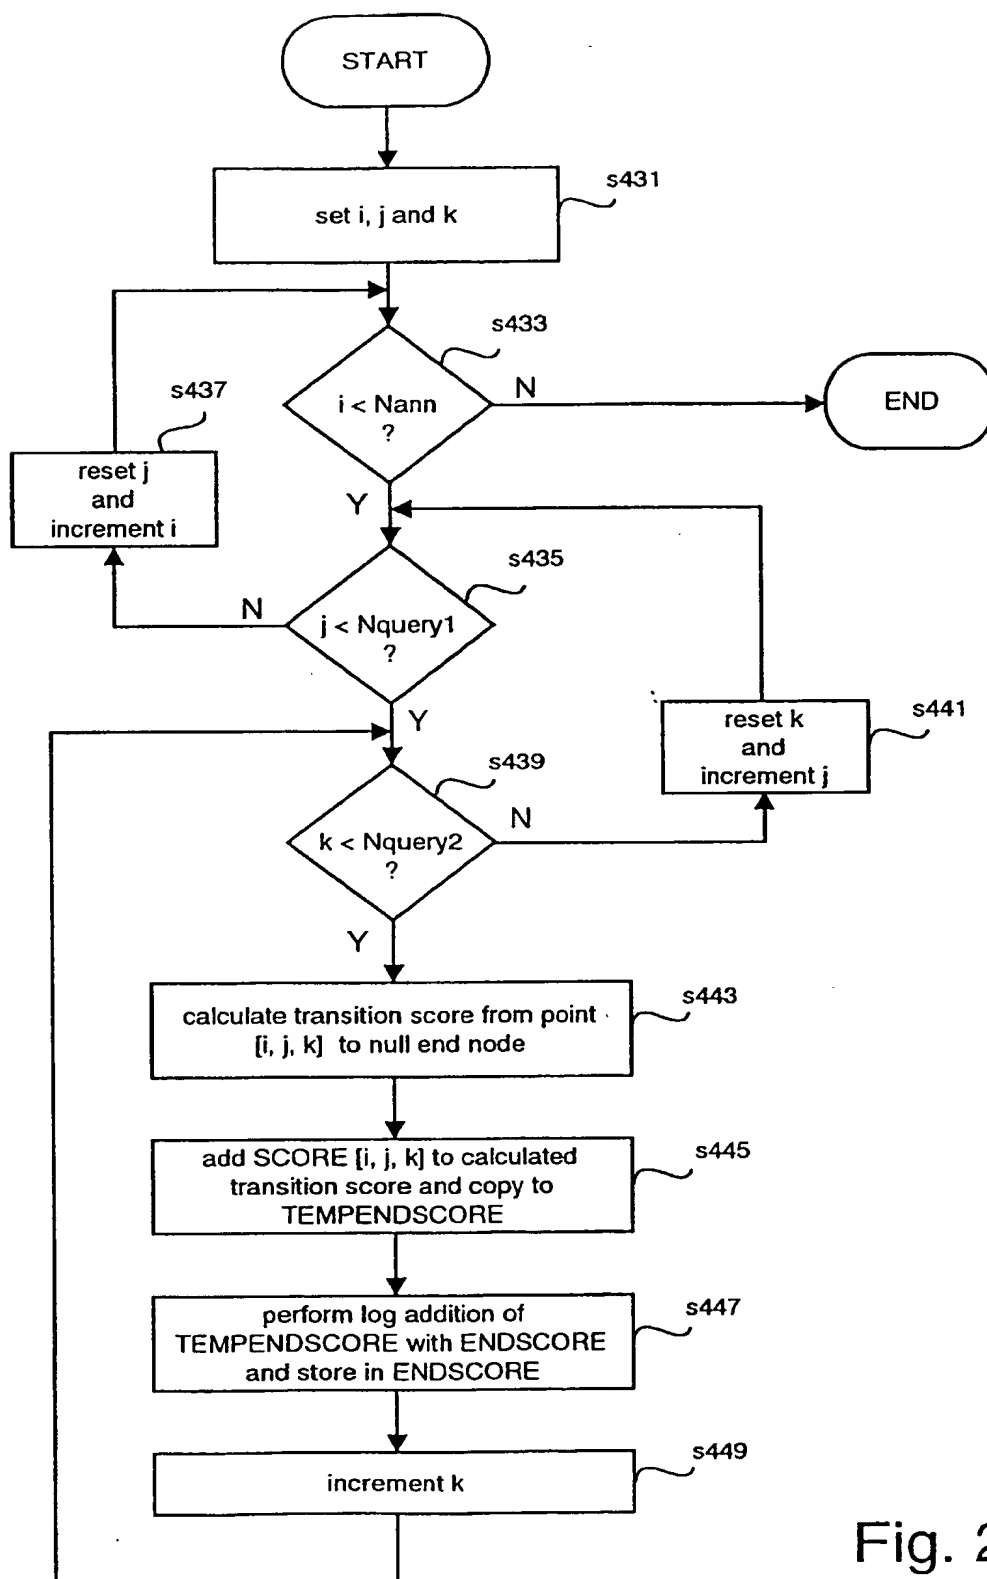 START
s431
set i, j and k
s433
i < Nann
?
N
END
s437
reset j
and
increment i
Y
s435
N
j < Nquery1
?
Y
s441
reset k
and
increment j
s439
k < Nquery2
?
N
Y
s443
calculate transition score from point
[i, j, k] to null end node
s445
add SCORE [i, j, k] to calculated
transition score and copy to
TEMPENDSCORE
s447
perform log addition of
TEMPENDSCORE with ENDSCORE
and store in ENDSCORE
s449
increment k
Fig. 2